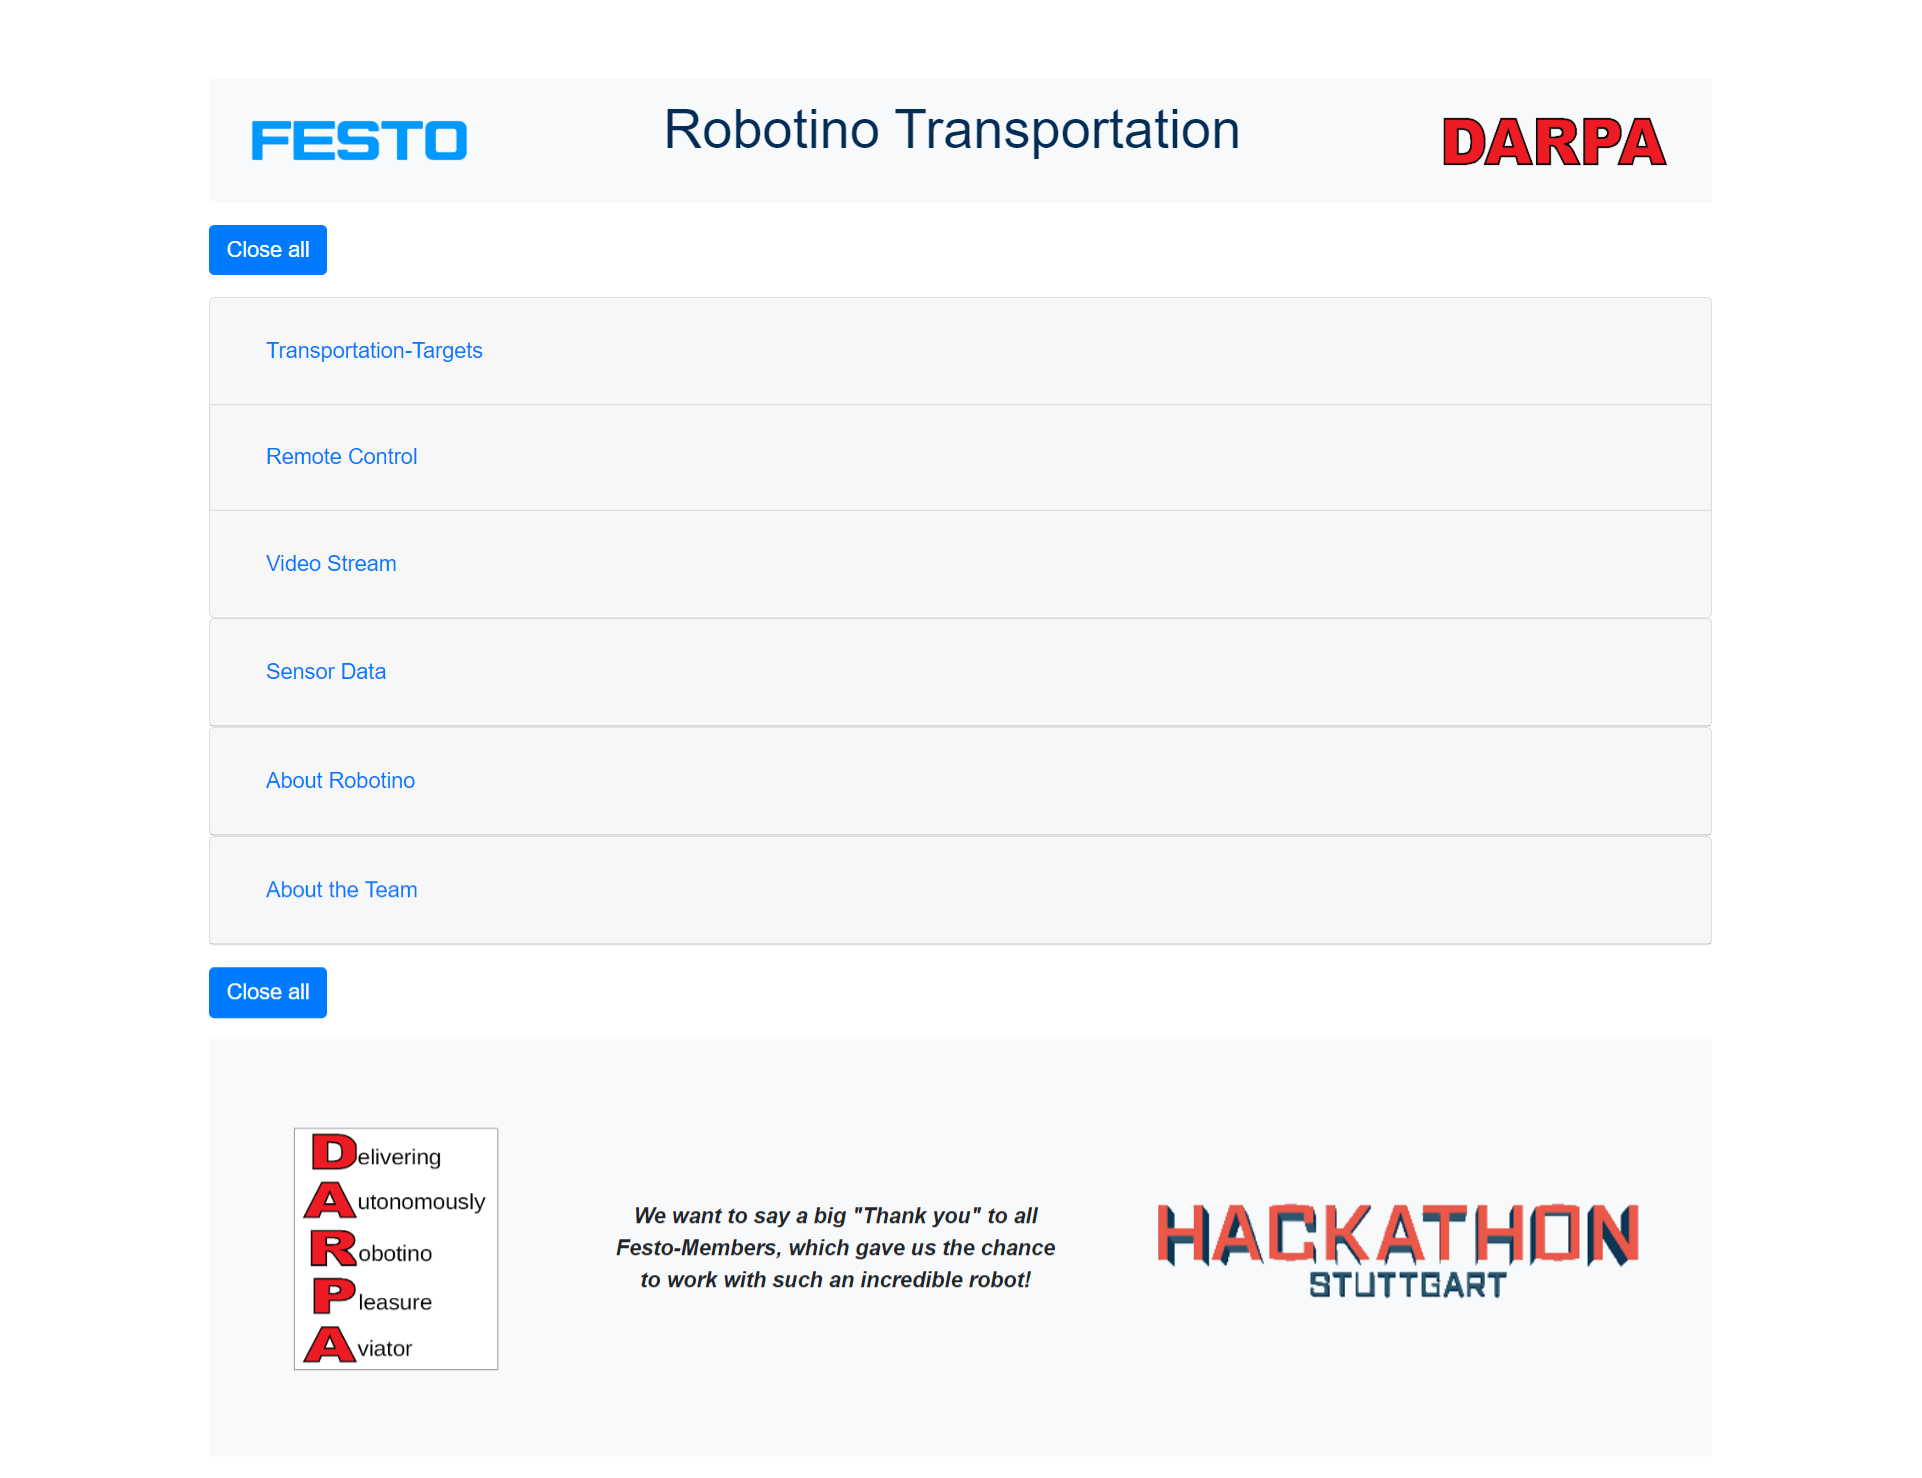 FESTO
Robotino Transportation
DARPA
Close all
Transportation-Targets
Remote Control
Video Stream
Sensor Data
About Robotino
About the Team
Close all
Delivering
Autonomously
Robotino
Pleasure
Aviator
We want to say a big "Thank you" to all
Festo-Members, which gave us the chance
to work with such an incredible robot!
HACKATHON
STUTTGART